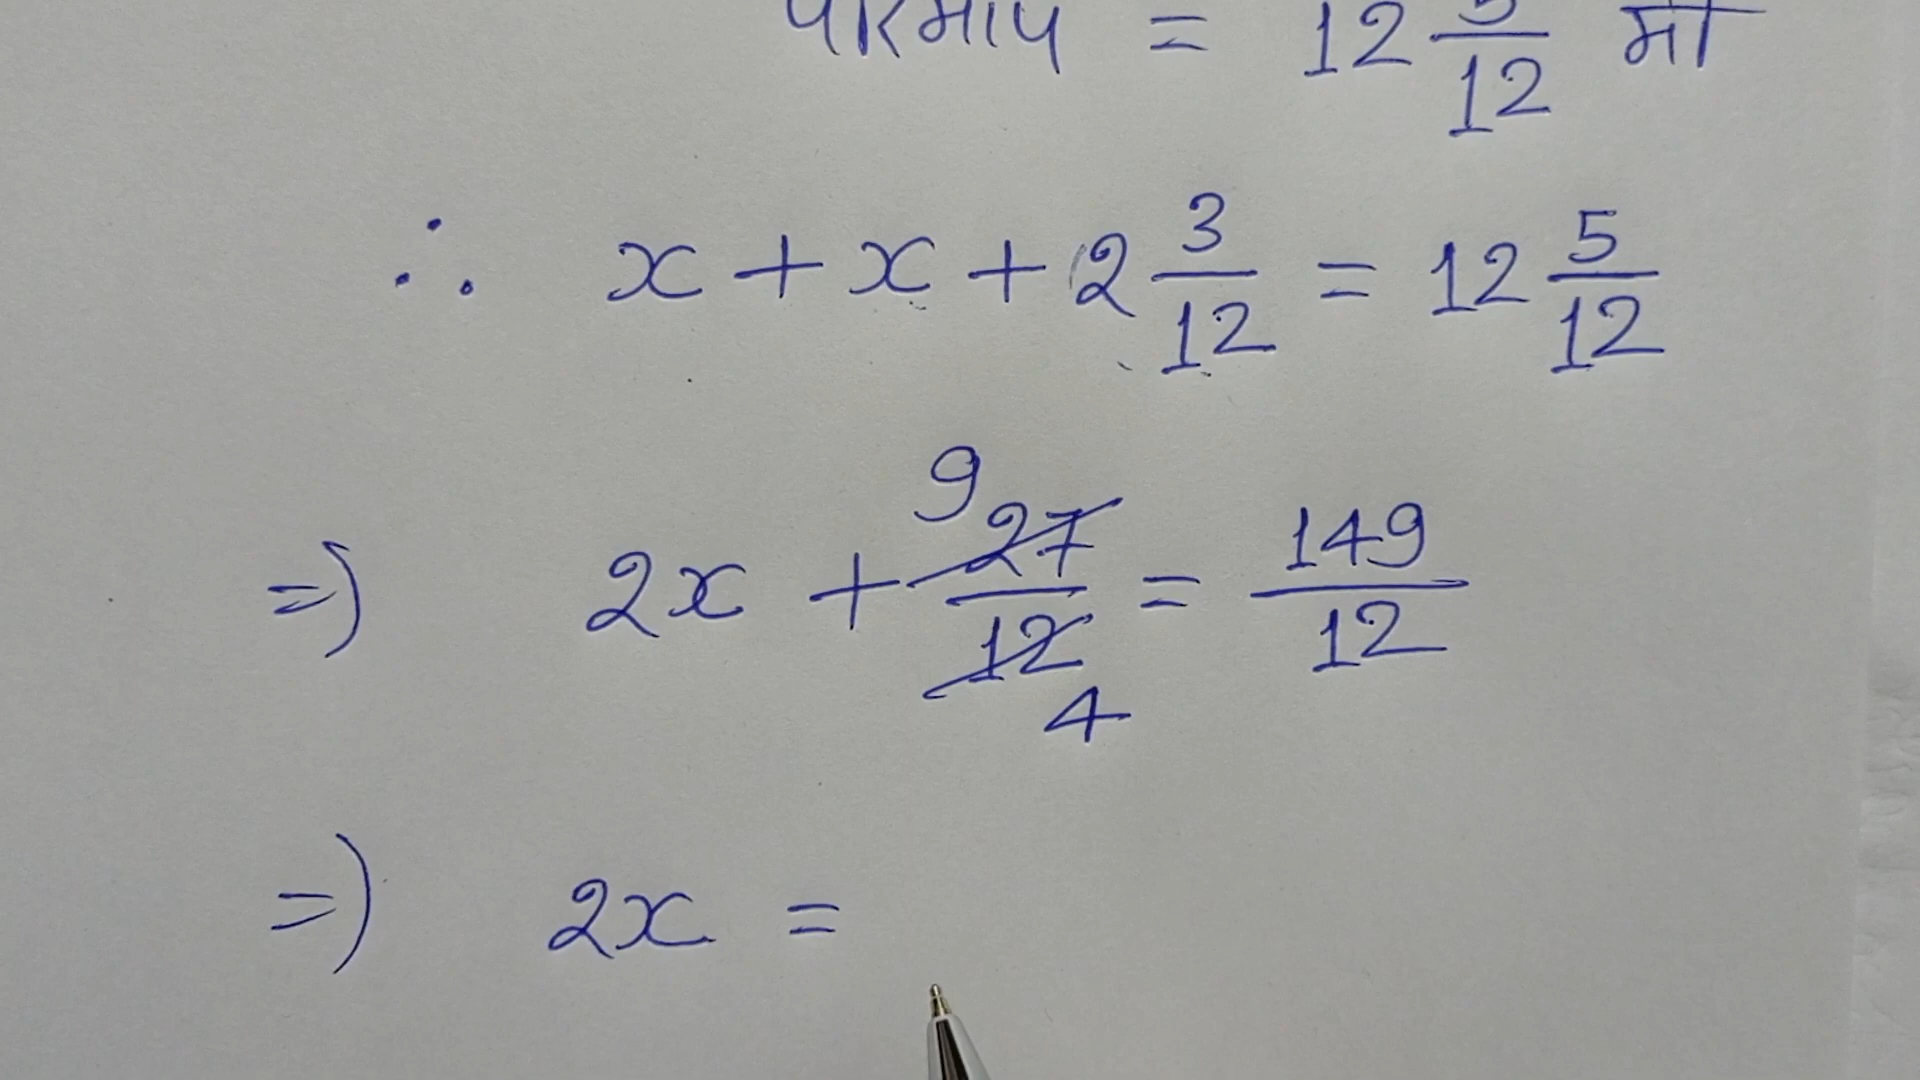 परिमाप = 12 5/12 मी
∴ x + x + 2 3/12 = 12 5/12
⇒ 2x + 9 27/12 4 = 149/12
⇒ 2x =